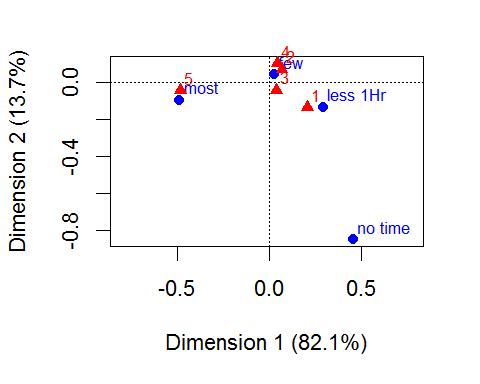 4
2
few
5
3
most
1
less 1Hr
no time
0.0
-0.4
-0.8
Dimension 2 (13.7%)
-0.5
0.0
0.5
Dimension 1 (82.1%)